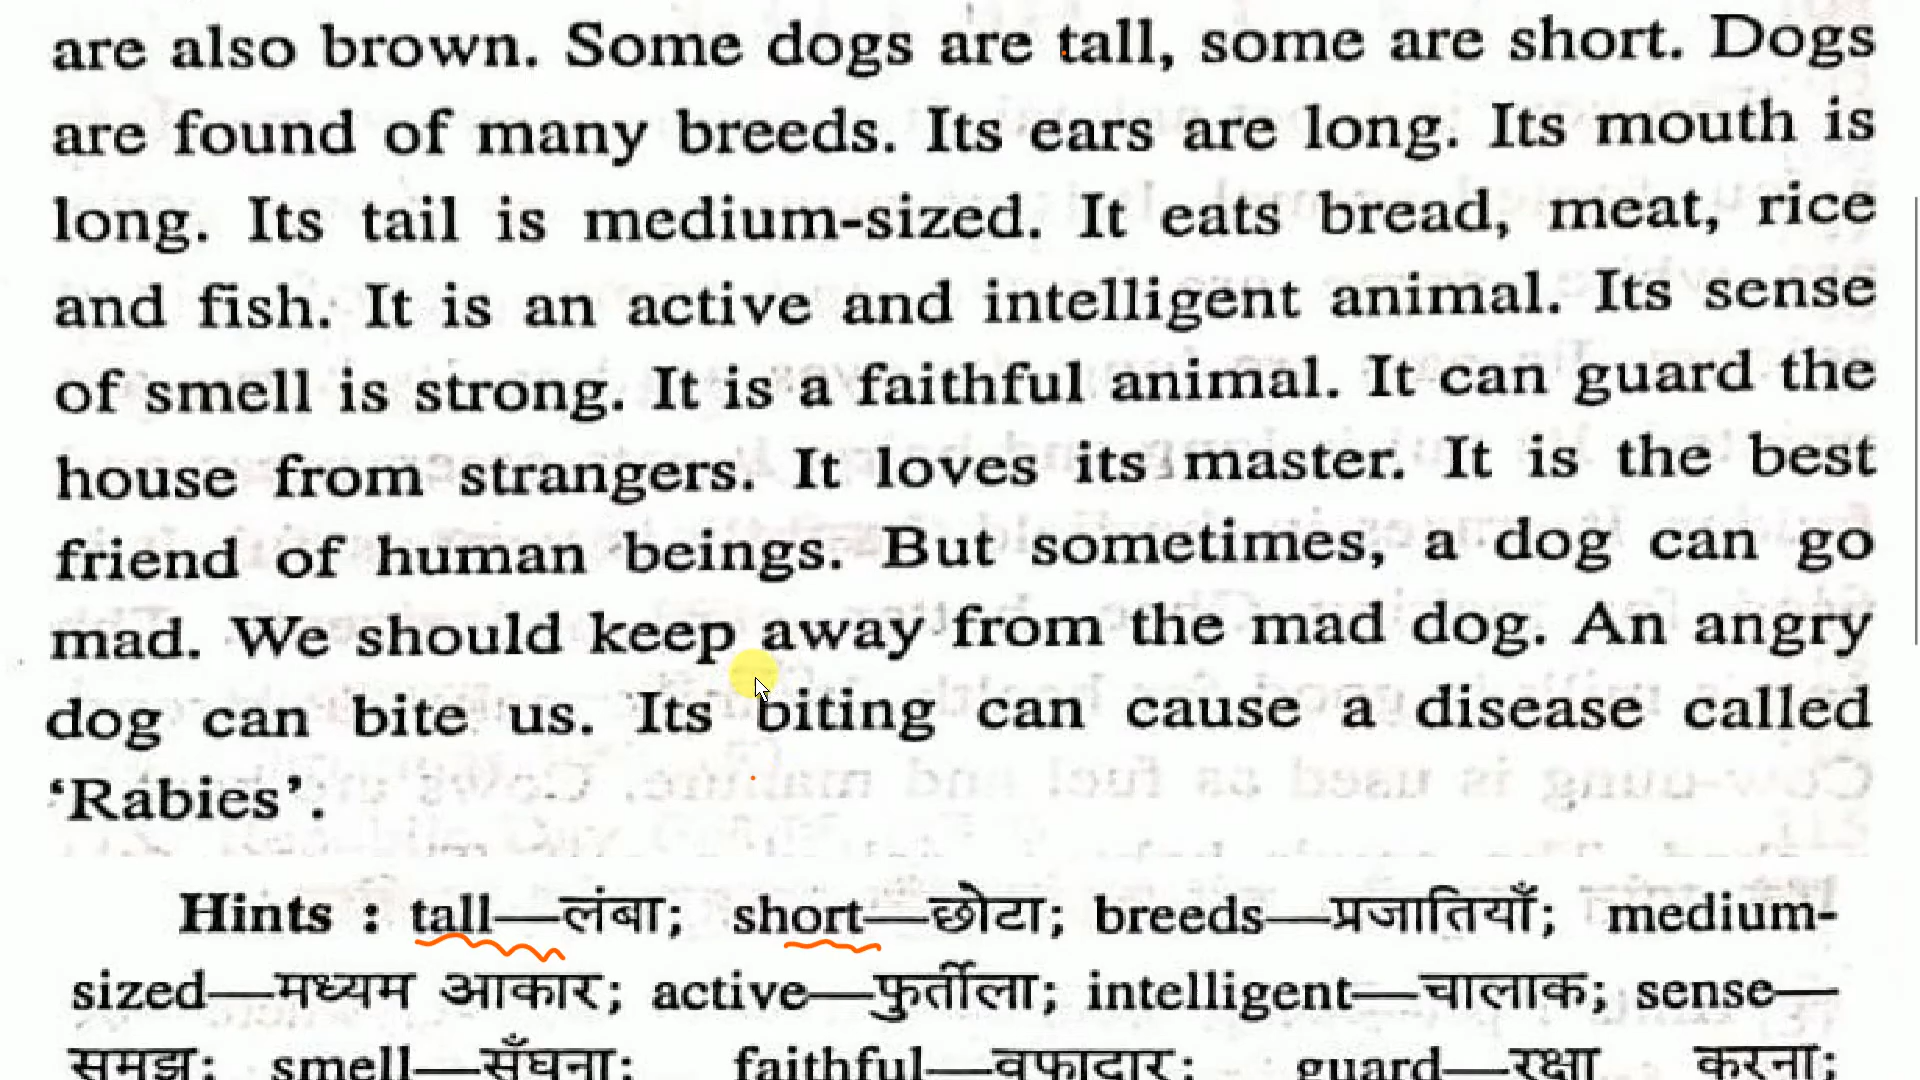 are also brown. Some dogs are tall, some are short. Dogs
are found of many breeds. Its ears are long. Its mouth is
long. Its tail is medium-sized. It eats bread, meat, rice
and fish. It is an active and intelligent animal. Its sense
of smell is strong. It is a faithful animal. It can guard the
house from strangers. It loves its master. It is the best
friend of human beings. But sometimes, a dog can go
mad. We should keep away from the mad dog. An angry
dog can bite us. Its biting can cause a disease called
‘Rabies’.
Hints : tall—लंबा; short—छोटा; breeds—प्रजातियाँ; medium-
sized—मध्यम आकार; active—फुर्तीला; intelligent—चालाक; sense—
समझ; smell—सूँघना; faithful—वफादार; guard—रक्षा करना;